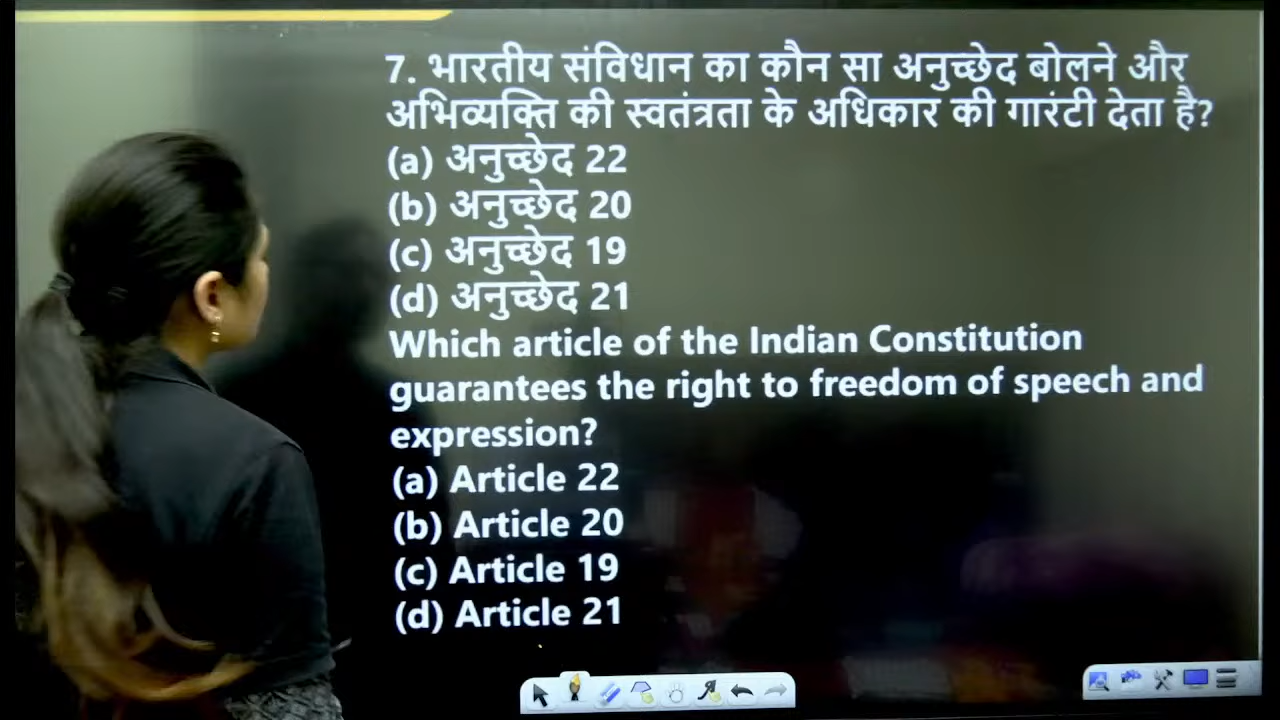 7. भारतीय संविधान का कौन सा अनुच्छेद बोलने और
अभिव्यक्ति की स्वतंत्रता के अधिकार की गारंटी देता है?
(a) अनुच्छेद 22
(b) अनुच्छेद 20
(c) अनुच्छेद 19
(d) अनुच्छेद 21
Which article of the Indian Constitution
guarantees the right to freedom of speech and
expression?
(a) Article 22
(b) Article 20
(c) Article 19
(d) Article 21